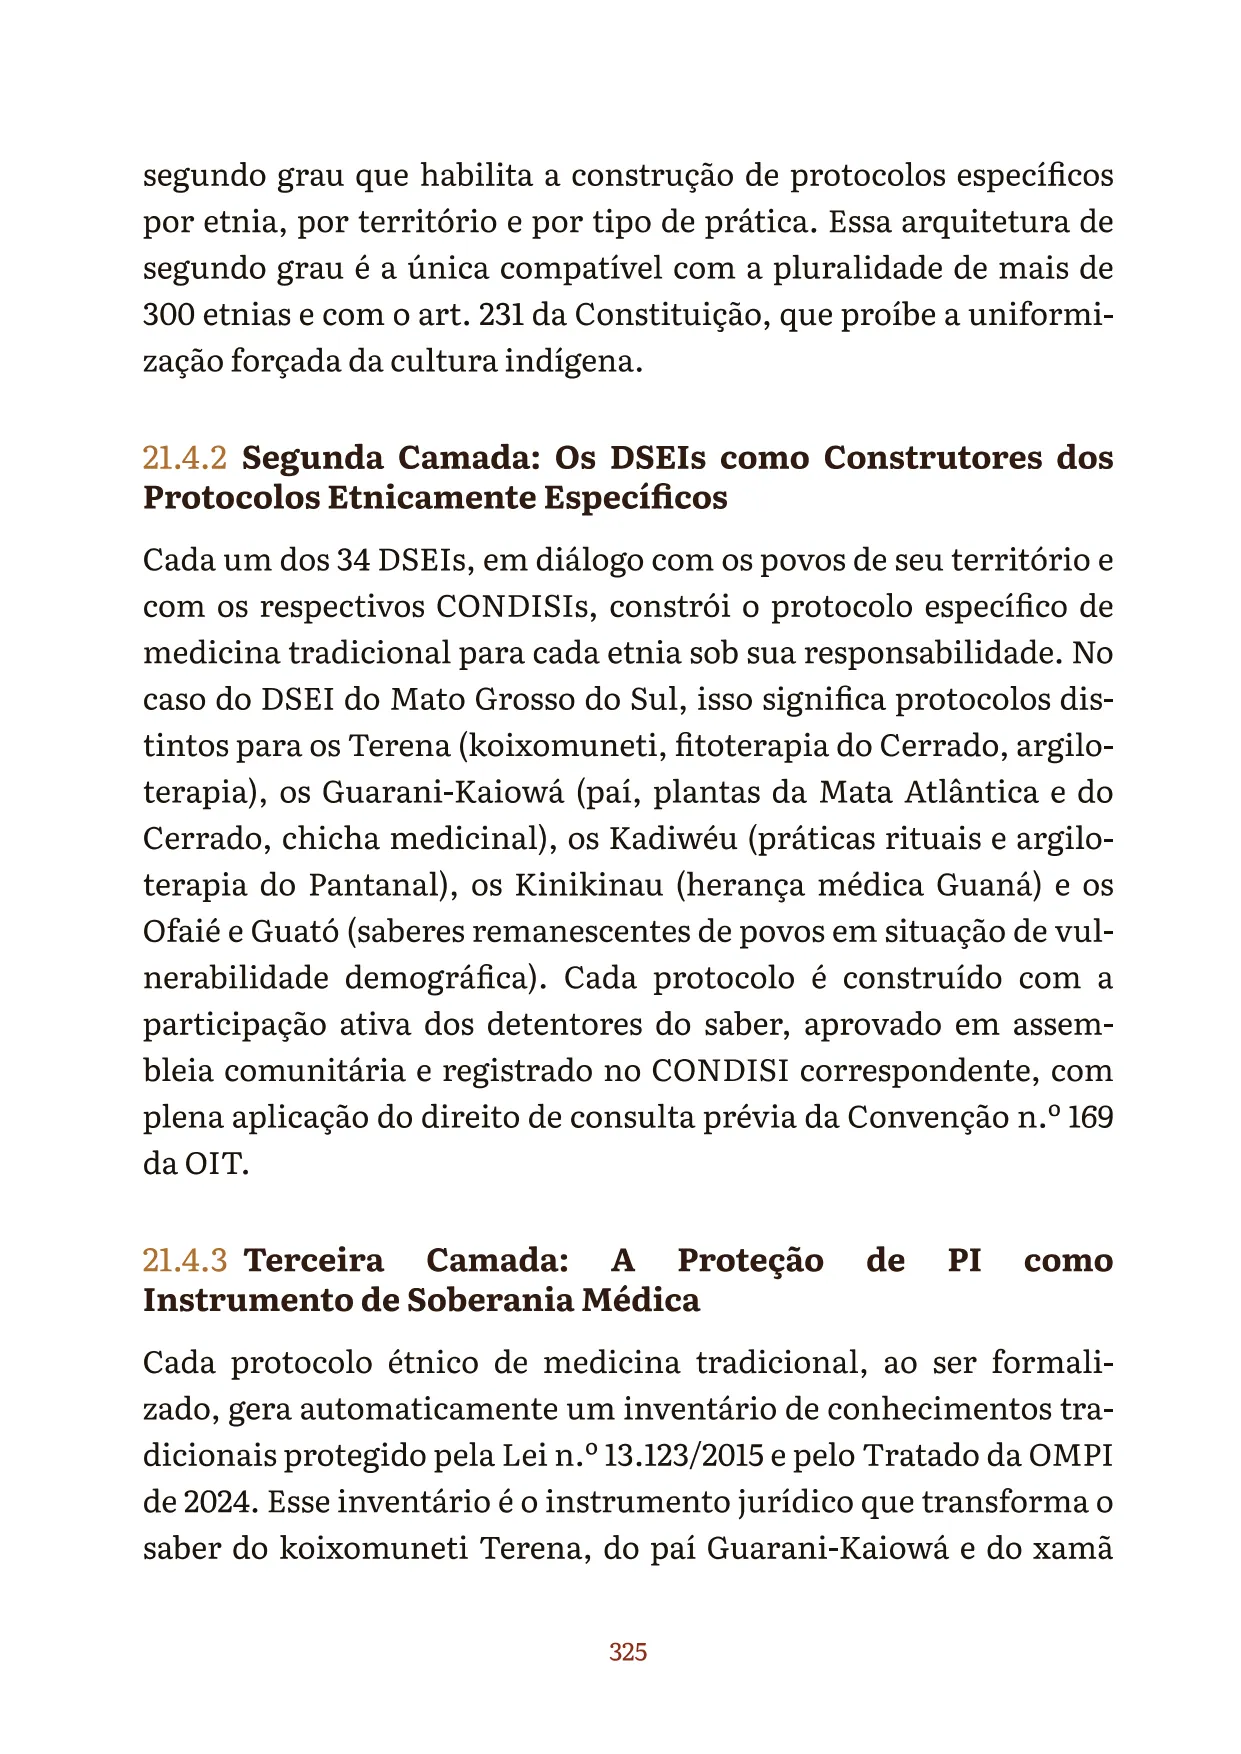 segundo grau que habilita a construção de protocolos específicos
por etnia, por território e por tipo de prática. Essa arquitetura de
segundo grau é a única compatível com a pluralidade de mais de
300 etnias e com o art. 231 da Constituição, que proíbe a uniformi-
zação forçada da cultura indígena.
21.4.2 Segunda Camada: Os DSEIs como Construtores dos
Protocolos Etnicamente Específicos
Cada um dos 34 DSEIs, em diálogo com os povos de seu território e
com os respectivos CONDISIs, constrói o protocolo específico de
medicina tradicional para cada etnia sob sua responsabilidade. No
caso do DSEI do Mato Grosso do Sul, isso significa protocolos dis-
tintos para os Terena (koixomuneti, fitoterapia do Cerrado, argilo-
terapia), os Guarani-Kaiowá (paí, plantas da Mata Atlântica e do
Cerrado, chicha medicinal), os Kadiwéu (práticas rituais e argilo-
terapia do Pantanal), os Kinikinau (herança médica Guaná) e os
Ofaié e Guató (saberes remanescentes de povos em situação de vul-
nerabilidade demográfica). Cada protocolo é construído com a
participação ativa dos detentores do saber, aprovado em assem-
bleia comunitária e registrado no CONDISI correspondente, com
plena aplicação do direito de consulta prévia da Convenção n.º 169
da OIT.
21.4.3 Terceira Camada: A Proteção de PI como
Instrumento de Soberania Médica
Cada protocolo étnico de medicina tradicional, ao ser formali-
zado, gera automaticamente um inventário de conhecimentos tra-
dicionais protegido pela Lei n.º 13.123/2015 e pelo Tratado da OMPI
de 2024. Esse inventário é o instrumento jurídico que transforma o
saber do koixomuneti Terena, do paí Guarani-Kaiowá e do xamã
325